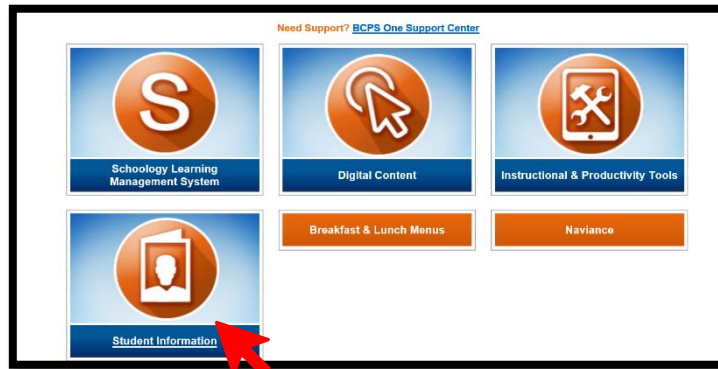 Need Support? BCPS One Support Center
S
Schoology Learning
Management System
Digital Content
Instructional & Productivity Tools
Breakfast & Lunch Menus
Naviance
Student Information